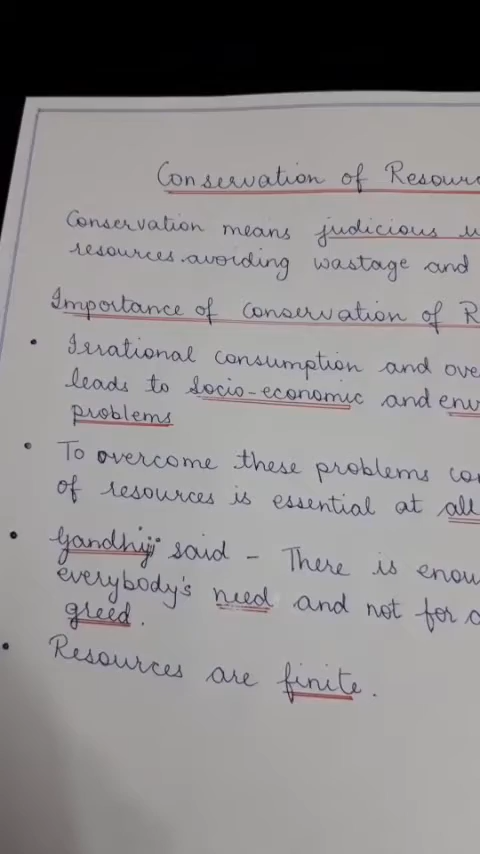 Conservation of Resourc
Conservation means judicious u
resources.avoiding wastage and
Importance of conservation of R
• Irrational consumption and ove
leads to socio-economic and env
problems
• To overcome these problems con
of resources is essential at all
• Gandhiji said - There is enou
everybody's need and not for a
greed.
• Resources are finite.